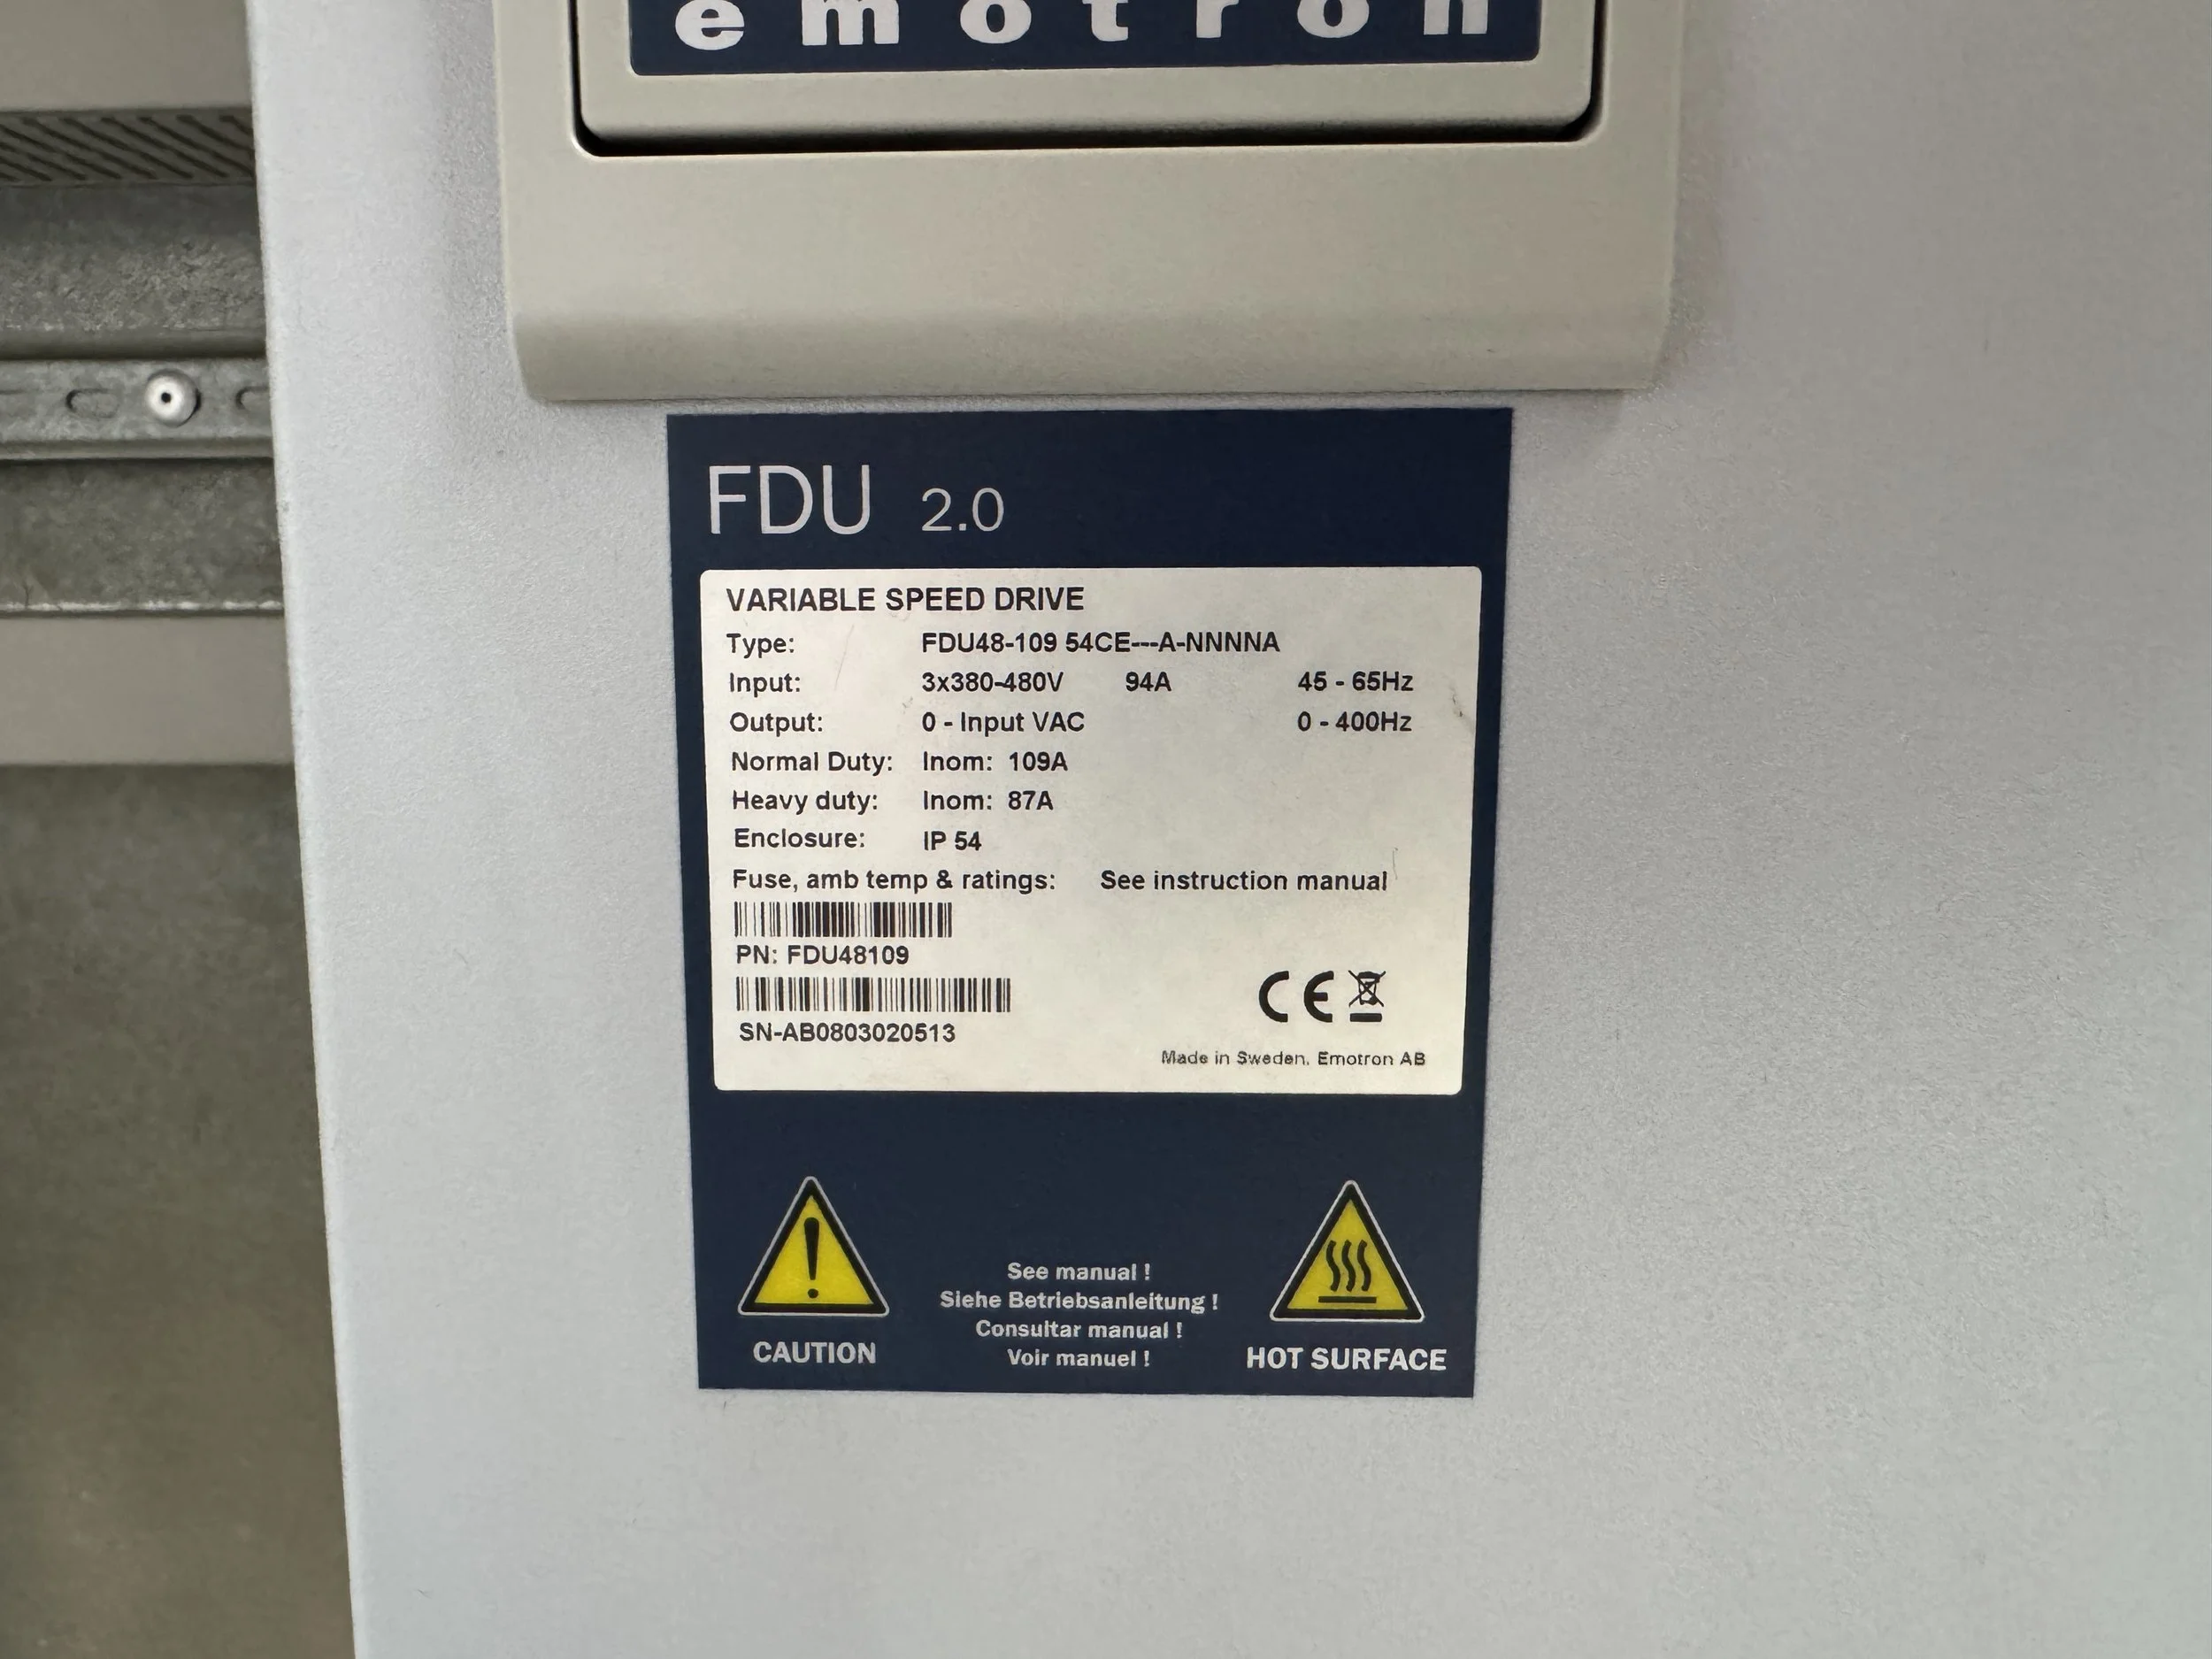 emotron
FDU 2.0
VARIABLE SPEED DRIVE
Type: FDU48-109 54CE---A-NNNNA
Input: 3x380-480V 94A 45 - 65Hz
Output: 0 - Input VAC 0 - 400Hz
Normal Duty: Inom: 109A
Heavy duty: Inom: 87A
Enclosure: IP 54
Fuse, amb temp & ratings: See instruction manual
PN: FDU48109
CE
SN-AB0803020513
Made in Sweden. Emotron AB
See manual !
Siehe Betriebsanleitung !
Consultar manual !
Voir manuel !
CAUTION
HOT SURFACE